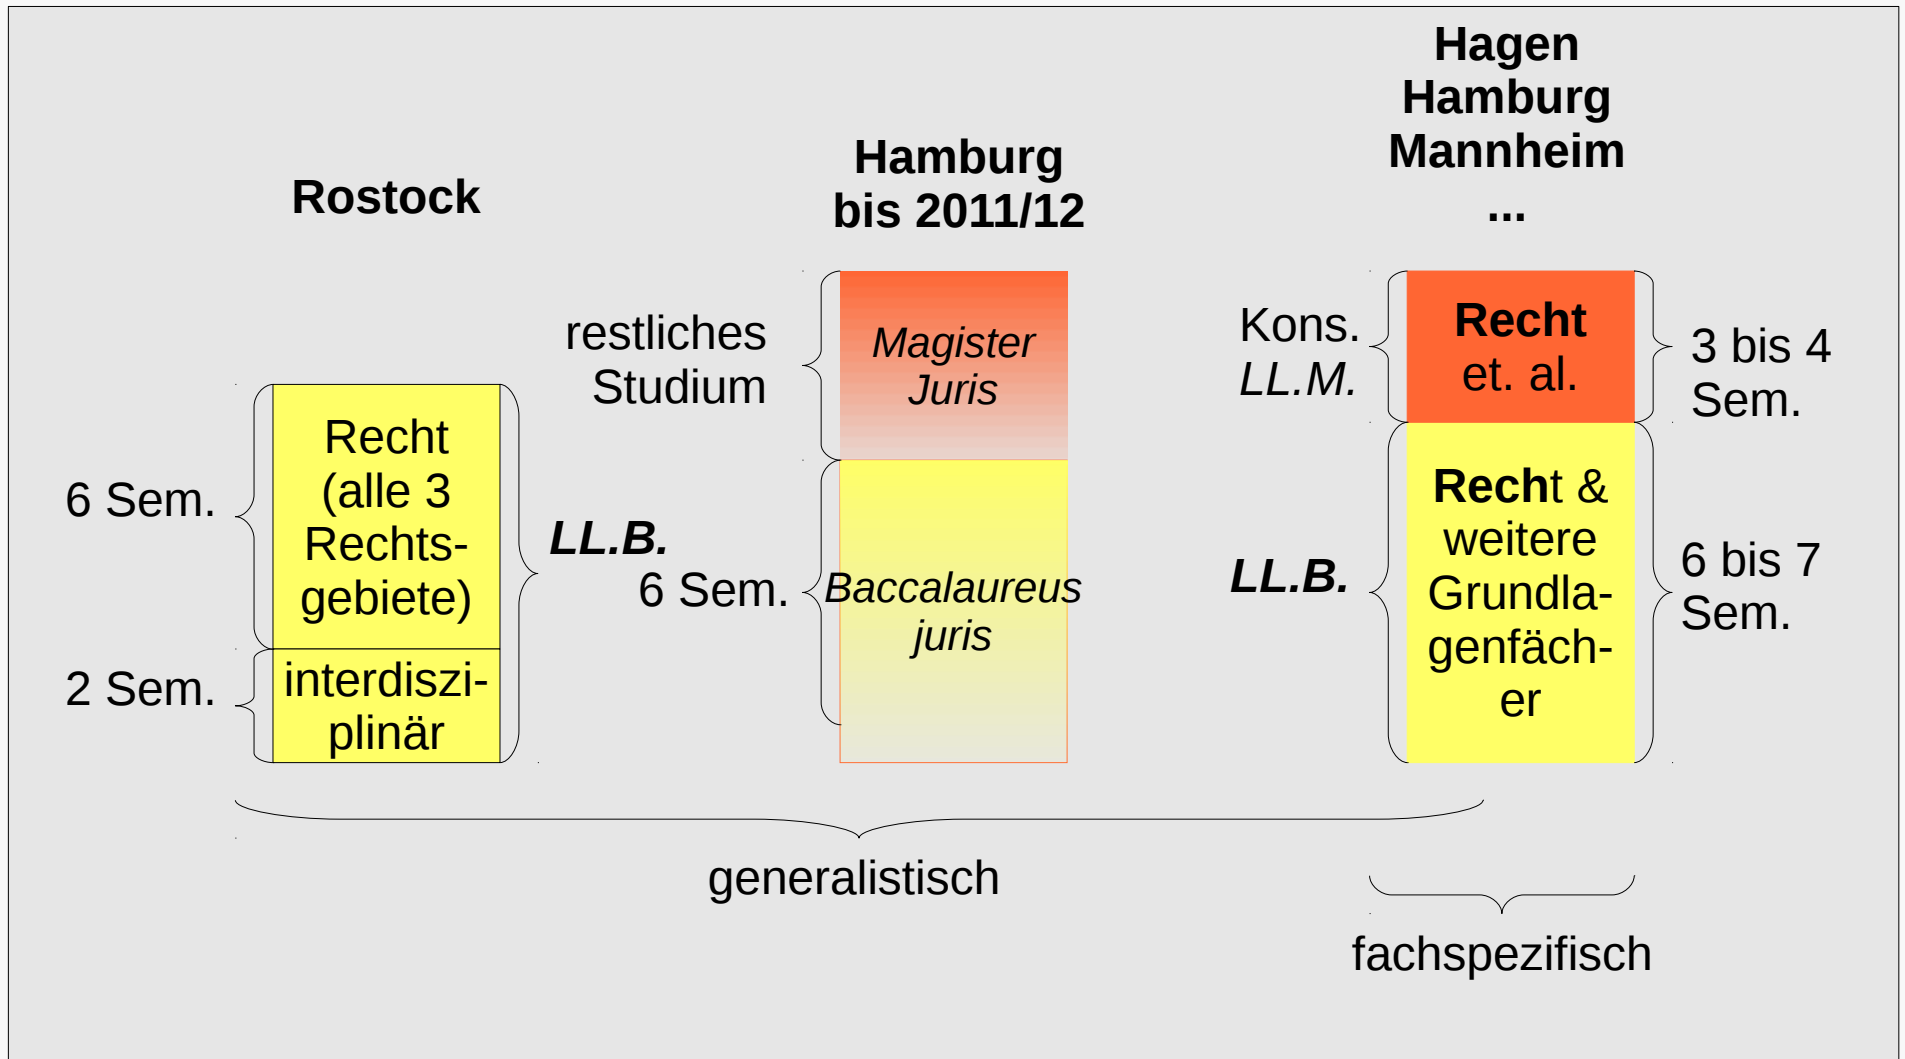 Rostock
6 Sem.
Recht
(alle 3
Rechts-
gebiete)
2 Sem.
interdiszi-
plinär
LL.B.
Hamburg
bis 2011/12
restliches
Studium
Magister
Juris
6 Sem.
Baccalaureus
juris
Hagen
Hamburg
Mannheim
...
Kons.
LL.M.
Recht
et. al.
3 bis 4
Sem.
LL.B.
Recht &
weitere
Grundla-
genfäch-
er
6 bis 7
Sem.
generalistisch
fachspezifisch